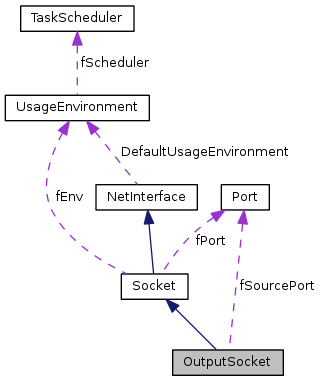 TaskScheduler
fScheduler
UsageEnvironment
DefaultUsageEnvironment
fEnv
NetInterface
Port
fPort
Socket
fSourcePort
OutputSocket